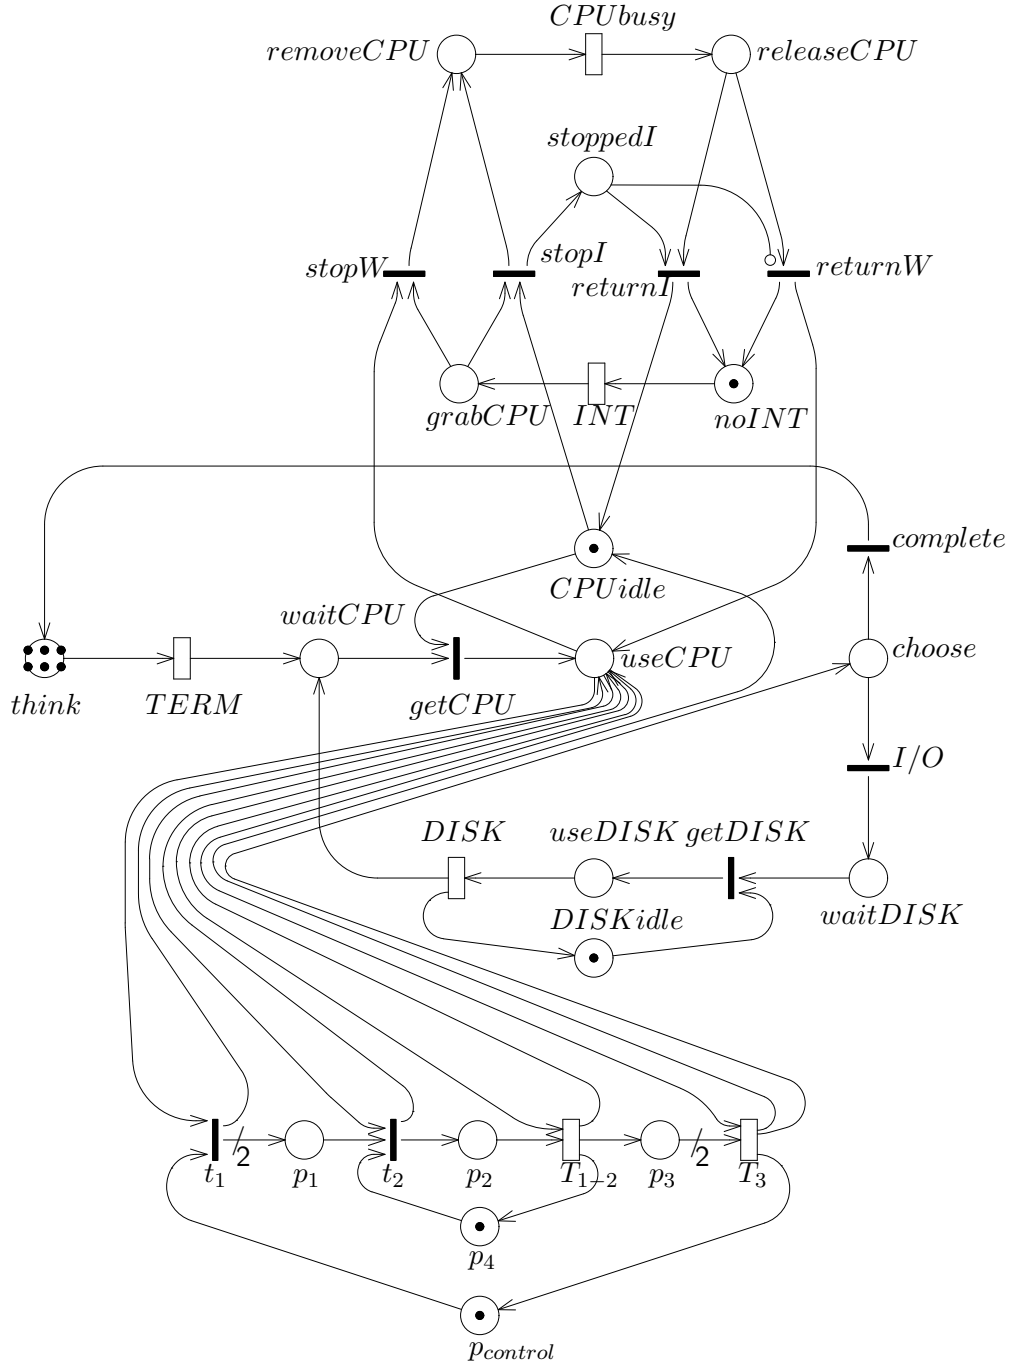 CPUbusy
removeCPU
releaseCPU
stoppedI
stopW
stopI
returnI
returnW
grabCPU
INT
noINT
complete
CPUidle
waitCPU
useCPU
choose
think
TERM
getCPU
I/O
DISK
useDISK
getDISK
DISKidle
waitDISK
t1
2
p1
t2
p2
T1−2
p3
2
T3
p4
pcontrol